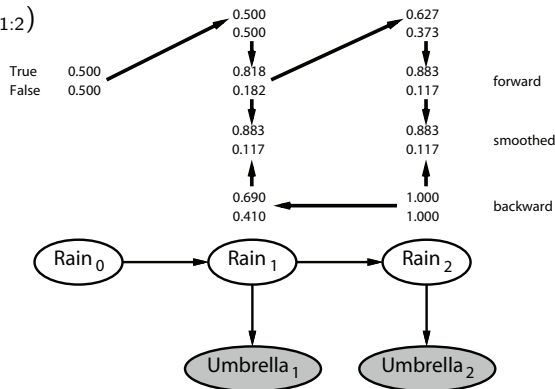 1:2)
0.500 0.627
0.500 0.373
True 0.500 0.818 0.883 forward
False 0.500 0.182 0.117
0.883 0.883 smoothed
0.117 0.117
0.690 1.000 backward
0.410 1.000
Rain 0 Rain 1 Rain 2
Umbrella 1 Umbrella 2